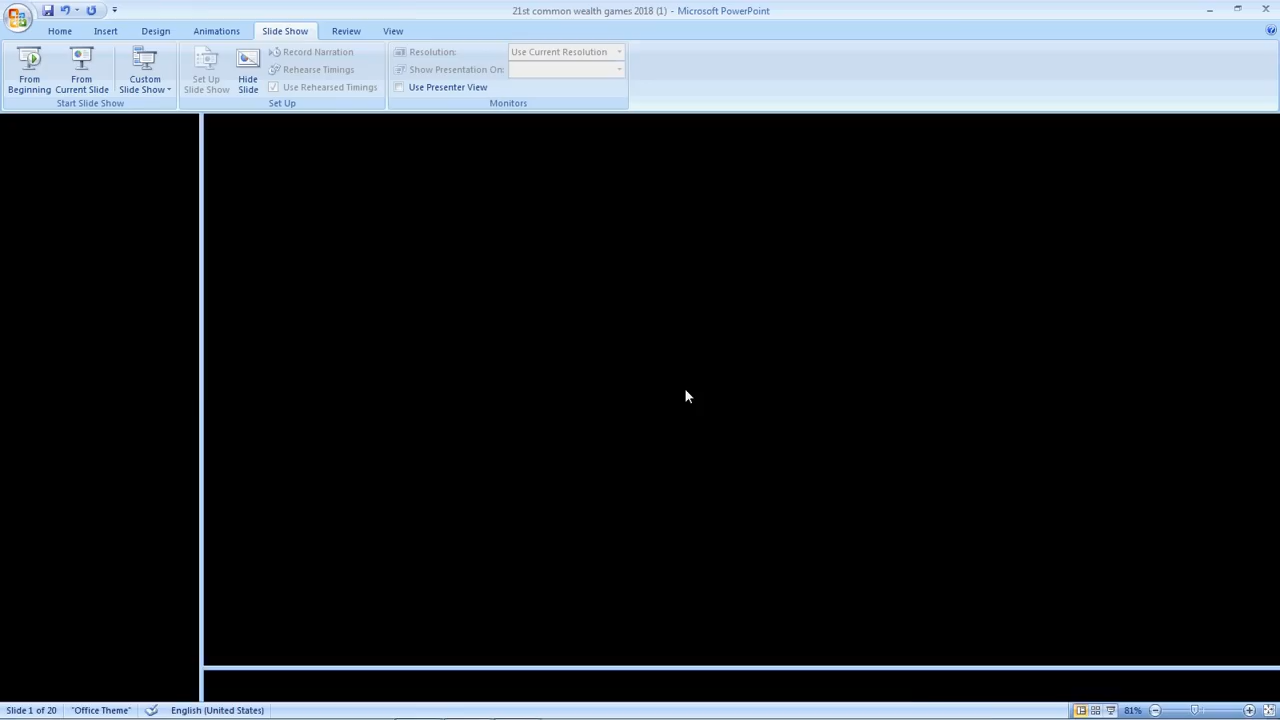 21st common wealth games 2018 (1) - Microsoft PowerPoint
Home Insert Design Animations Slide Show Review View
From Beginning
From Current Slide
Custom Slide Show
Start Slide Show
Set Up Slide Show
Hide Slide
Record Narration
Rehearse Timings
Use Rehearsed Timings
Set Up
Resolution: Use Current Resolution
Show Presentation On:
Use Presenter View
Monitors
Slide 1 of 20 "Office Theme" English (United States) 81%